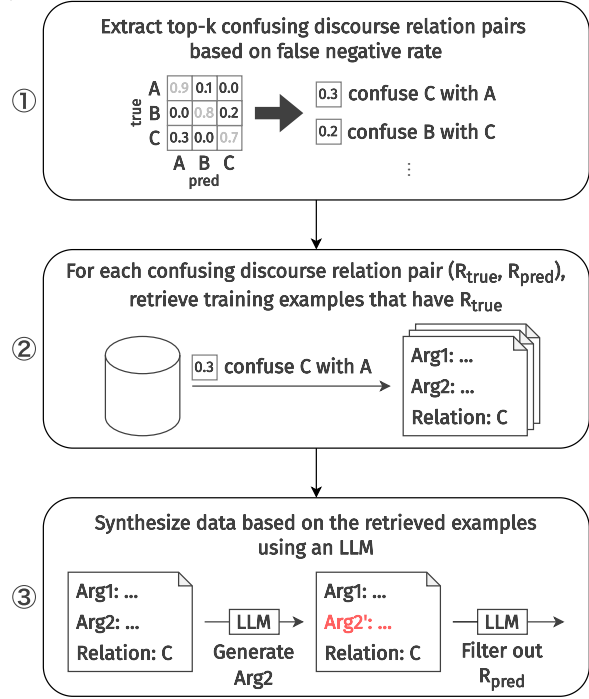 ①
Extract top-k confusing discourse relation pairs
based on false negative rate
true
A 0.9 0.1 0.0
B 0.0 0.8 0.2
C 0.3 0.0 0.7
A B C
pred
0.3 confuse C with A
0.2 confuse B with C
⋮
②
For each confusing discourse relation pair (Rtrue, Rpred),
retrieve training examples that have Rtrue
0.3 confuse C with A
Arg1: ...
Arg2: ...
Relation: C
③
Synthesize data based on the retrieved examples
using an LLM
Arg1: ...
Arg2: ...
Relation: C
LLM
Generate
Arg2
Arg1: ...
Arg2': ...
Relation: C
LLM
Filter out
Rpred